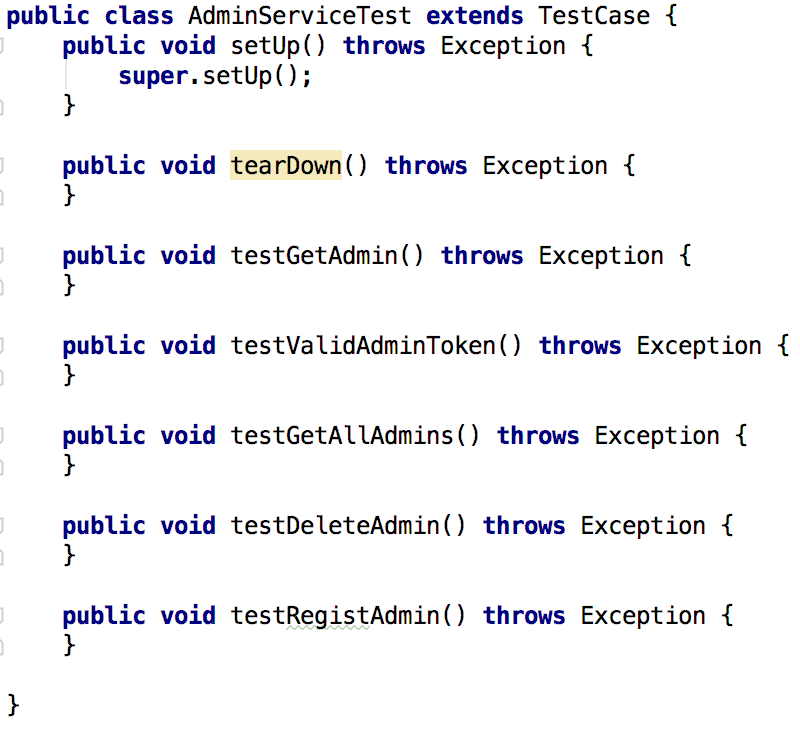 public class AdminServiceTest extends TestCase {
    public void setUp() throws Exception {
        super.setUp();
    }
    public void tearDown() throws Exception {
    }
    public void testGetAdmin() throws Exception {
    }
    public void testValidAdminToken() throws Exception {
    }
    public void testGetAllAdmins() throws Exception {
    }
    public void testDeleteAdmin() throws Exception {
    }
    public void testRegistAdmin() throws Exception {
    }
}